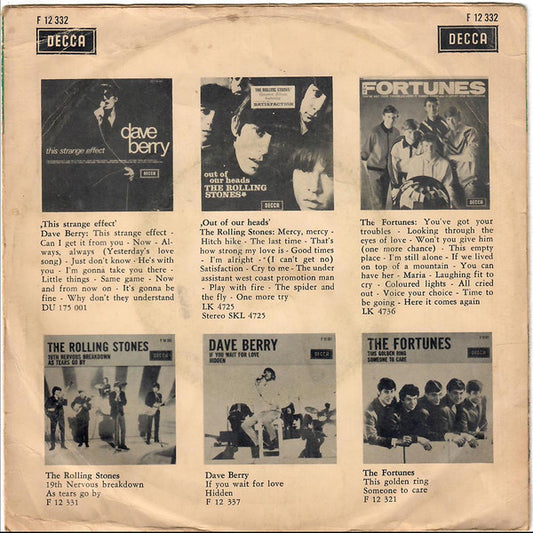 F 12 332
DECCA
F 12 332
DECCA
this strange effect
dave
berry
DECCA
THE ROLLING STONES
SATISFACTION
out of
our heads
THE ROLLING
STONES
DECCA
THE
FORTUNES
DECCA
‚This strange effect'
Dave Berry: This strange effect -
Can I get it from you - Now - Al-
ways, always (Yesterday's love
song) - Just don't know - He's with
you - I'm gonna take you there -
Little things - Same game - Now
and from now on - It's gonna be
fine - Why don't they understand
DU 175 001
‚Out of our heads'
The Rolling Stones: Mercy, mercy -
Hitch hike - The last time - That's
how strong my love is - Good times
- I'm alright - (I can't get no)
Satisfaction - Cry to me - The under
assistant west coast promotion man
- Play with fire - The spider and
the fly - One more try
LK 4725
Stereo SKL 4725
The Fortunes: You've got your
troubles - Looking through the
eyes of love - Won't you give him
(one more chance) - This empty
place - I'm still alone - If we lived
on top of a mountain - You can
have her - Maria - Laughing fit to
cry - Coloured lights - All cried
out - Voice your choice - Time to
be going - Here it comes again
LK 4736
THE ROLLING STONES
19TH NERVOUS BREAKDOWN
AS TEARS GO BY
DECCA
DAVE BERRY
IF YOU WAIT FOR LOVE
HIDDEN
DECCA
THE FORTUNES
THIS GOLDEN RING
SOMEONE TO CARE
DECCA
The Rolling Stones
19th Nervous breakdown
As tears go by
F 12 331
Dave Berry
If you wait for love
Hidden
F 12 337
The Fortunes
This golden ring
Someone to care
F 12 321